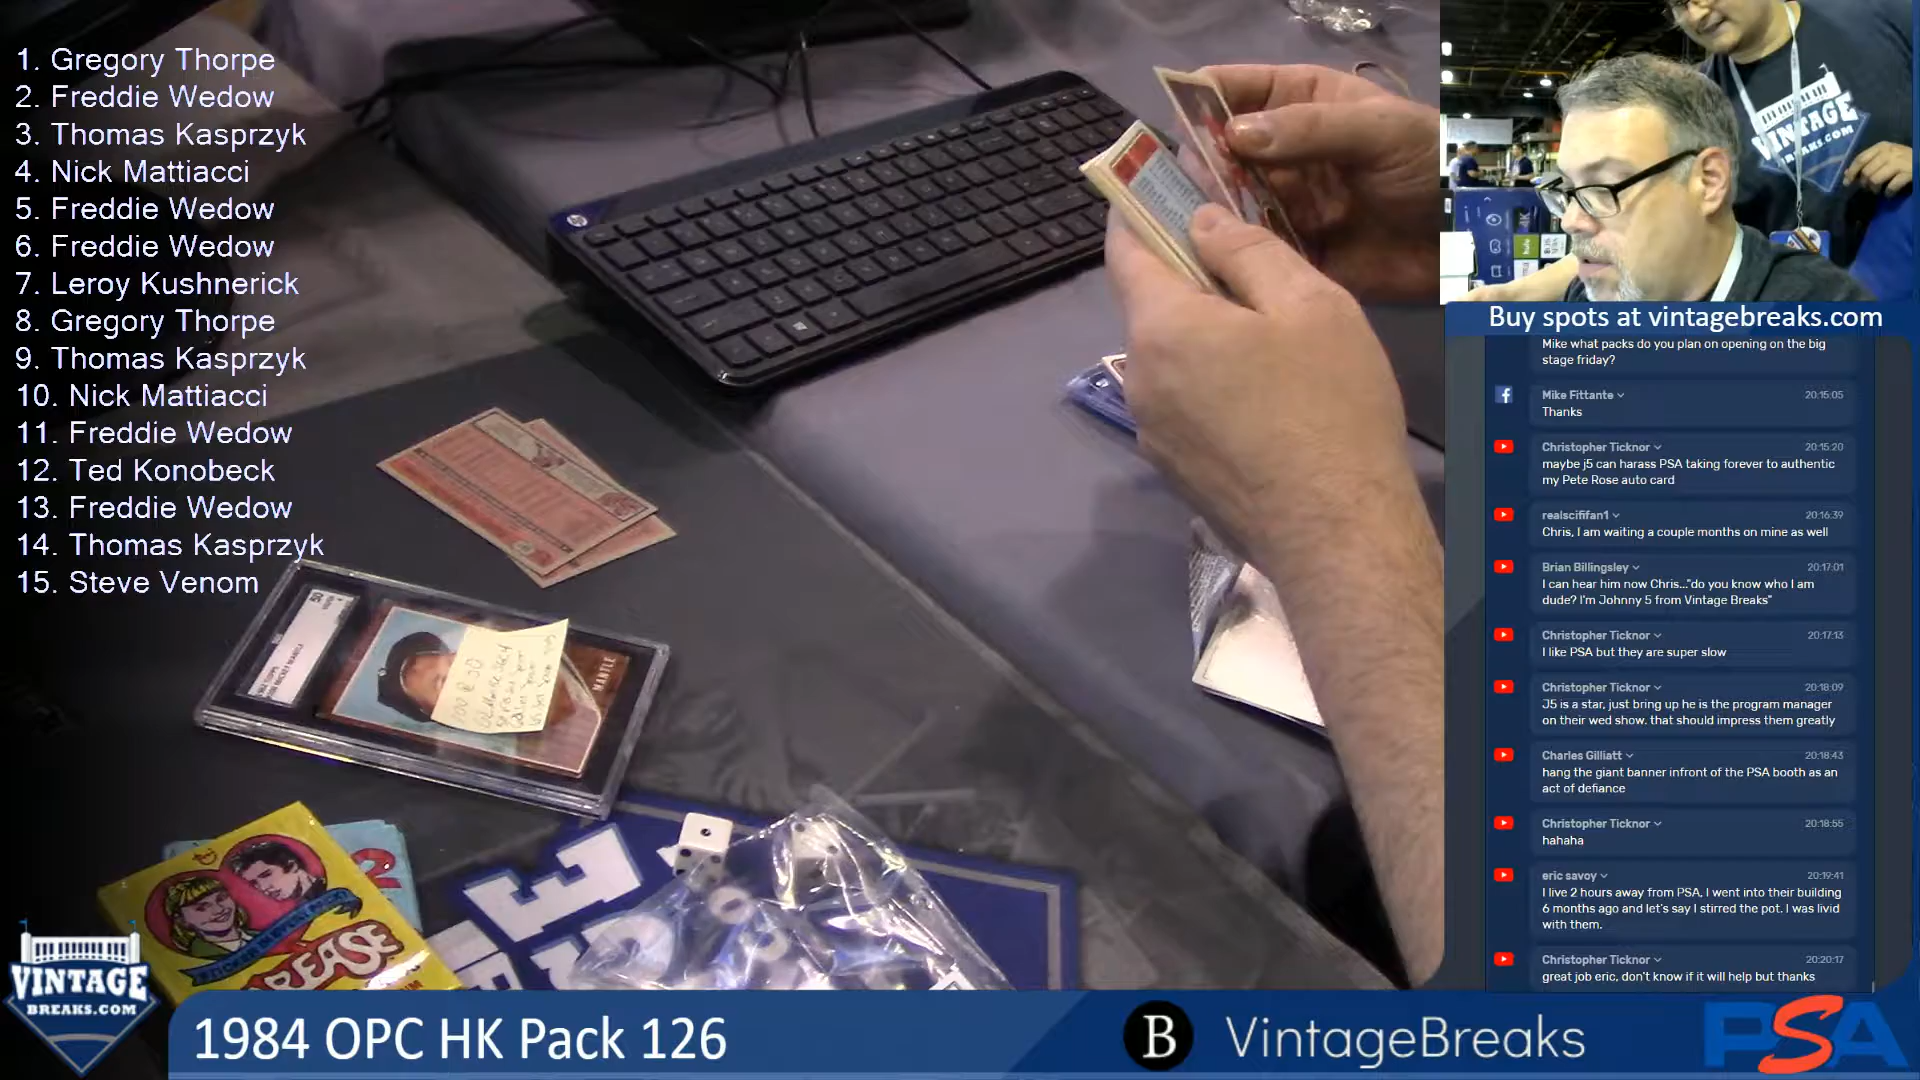 1. Gregory Thorpe
2. Freddie Wedow
3. Thomas Kasprzyk
4. Nick Mattiacci
5. Freddie Wedow
6. Freddie Wedow
7. Leroy Kushnerick
8. Gregory Thorpe
9. Thomas Kasprzyk
10. Nick Mattiacci
11. Freddie Wedow
12. Ted Konobeck
13. Freddie Wedow
14. Thomas Kasprzyk
15. Steve Venom
MANTLE
GREASE
VINTAGE
BREAKS.COM
1984 OPC HK Pack 126
B VintageBreaks
PSA
VINTAGE
BREAKS.COM
Buy spots at vintagebreaks.com
Mike what packs do you plan on opening on the big
stage friday?
Mike Fittante 20:15:05
Thanks
Christopher Ticknor 20:15:20
maybe j5 can harass PSA taking forever to authentic
my Pete Rose auto card
realscififan1 20:16:39
Chris, I am waiting a couple months on mine as well
Brian Billingsley 20:17:01
I can hear him now Chris..."do you know who I am
dude? I'm Johnny 5 from Vintage Breaks"
Christopher Ticknor 20:17:13
I like PSA but they are super slow
Christopher Ticknor 20:18:09
J5 is a star, just bring up he is the program manager
on their wed show. that should impress them greatly
Charles Gilliatt 20:18:43
hang the giant banner infront of the PSA booth as an
act of defiance
Christopher Ticknor 20:18:55
hahaha
eric savoy 20:19:41
I live 2 hours away from PSA. I went into their building
6 months ago and let's say I stirred the pot. I was livid
with them.
Christopher Ticknor 20:20:17
great job eric, don't know if it will help but thanks